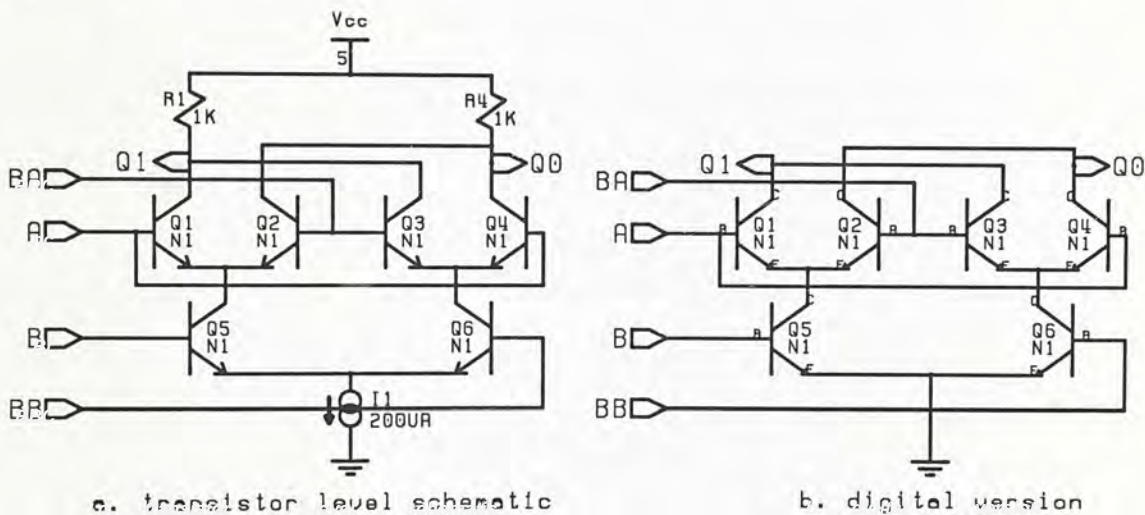 Vcc
5
R1
1K
R4
1K
Q1
Q0
BA
A
Q1
N1
Q2
N1
Q3
N1
Q4
N1
B
Q5
N1
Q6
N1
BB
I1
200UA
a. transistor level schematic
Q1
Q0
BA
C
C
C
C
A
B
Q1
N1
Q2
N1
B
B
Q3
N1
Q4
N1
B
E
E
E
E
C
C
B
B
Q5
N1
Q6
N1
B
E
E
BB
b. digital version